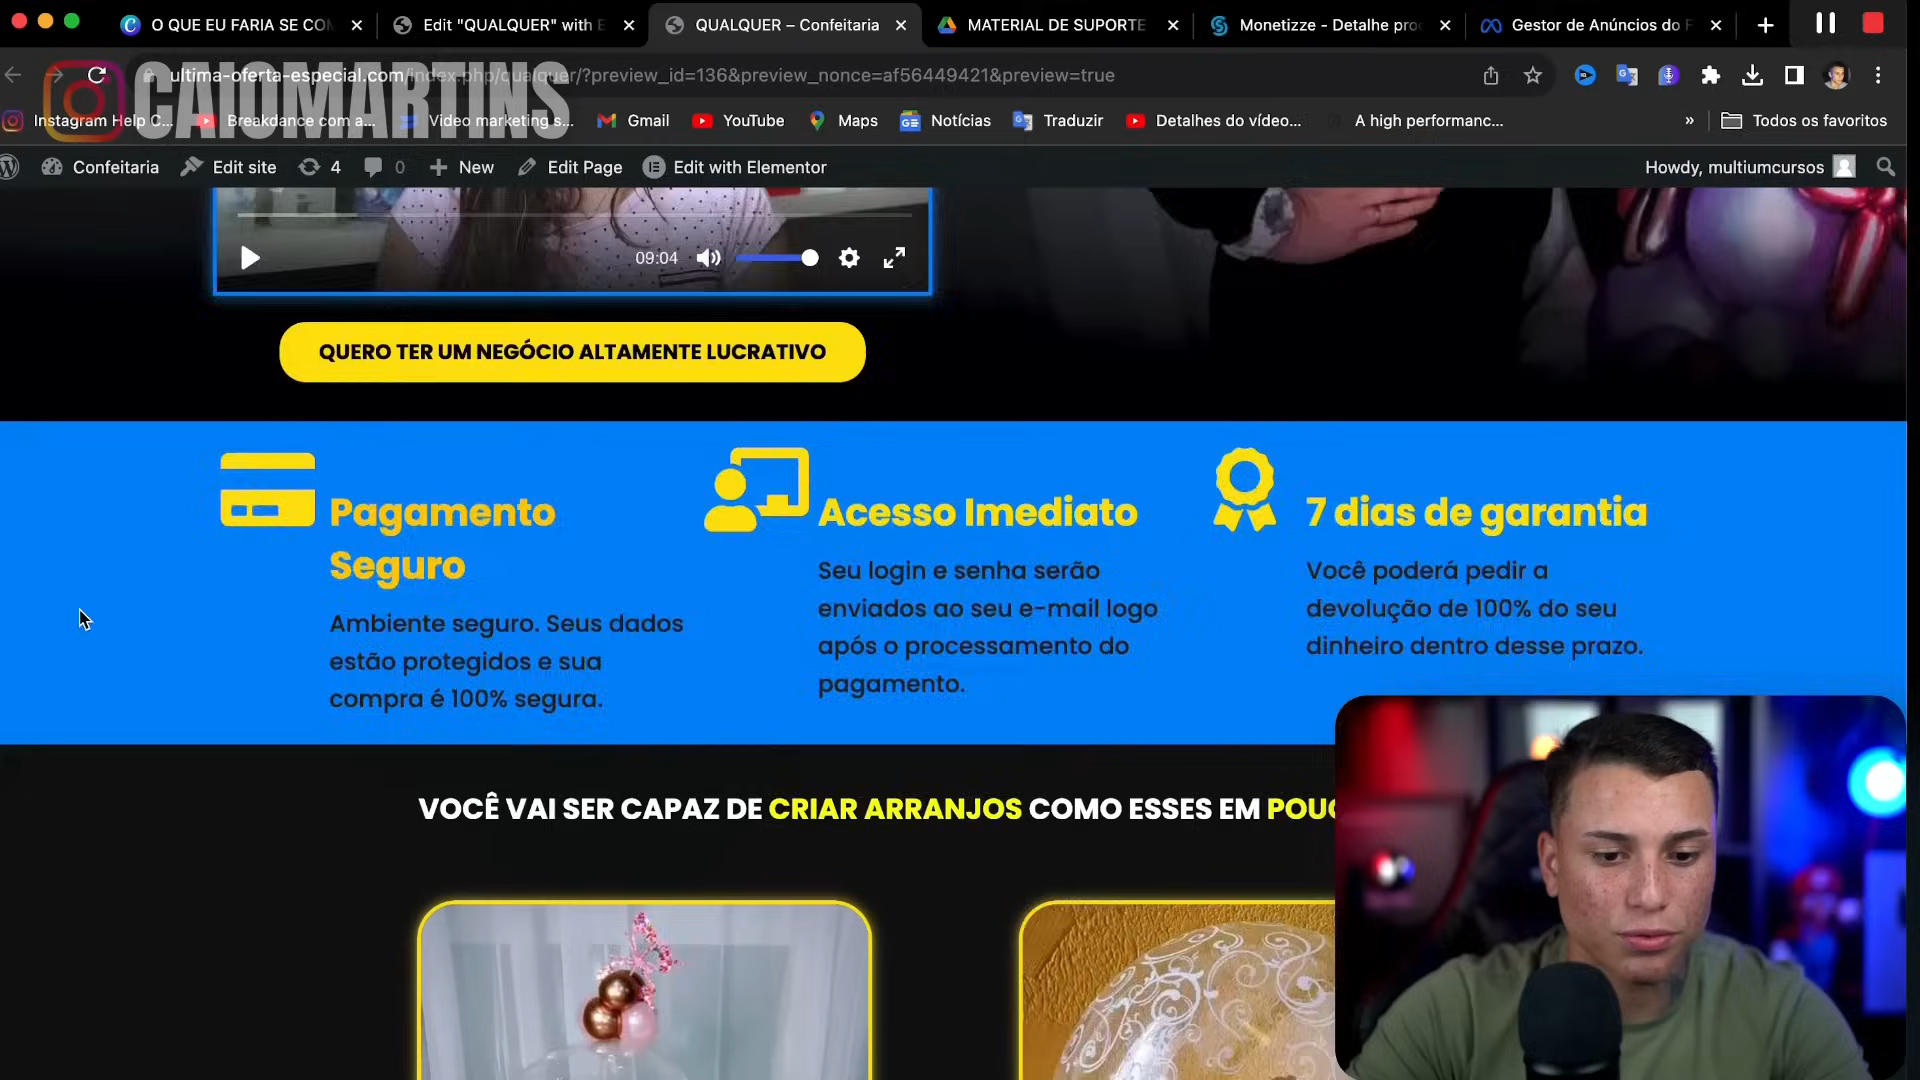 O QUE EU FARIA SE CON
Edit "QUALQUER" with E
QUALQUER – Confeitaria
MATERIAL DE SUPORTE
Monetizze - Detalhe pro
Gestor de Anúncios do F
ultima-oferta-especial.com/index.php/qualquer/?preview_id=136&preview_nonce=af56449421&preview=true
CAIOMARTINS
Instagram Help C...
Breakdance com a...
Video marketing s...
Gmail
YouTube
Maps
Notícias
Traduzir
Detalhes do vídeo...
A high performanc...
»
Todos os favoritos
Confeitaria
Edit site
4
0
New
Edit Page
Edit with Elementor
Howdy, multiumcursos
09:04
QUERO TER UM NEGÓCIO ALTAMENTE LUCRATIVO
Pagamento
Seguro
Ambiente seguro. Seus dados
estão protegidos e sua
compra é 100% segura.
Acesso Imediato
Seu login e senha serão
enviados ao seu e-mail logo
após o processamento do
pagamento.
7 dias de garantia
Você poderá pedir a
devolução de 100% do seu
dinheiro dentro desse prazo.
VOCÊ VAI SER CAPAZ DE CRIAR ARRANJOS COMO ESSES EM POUC